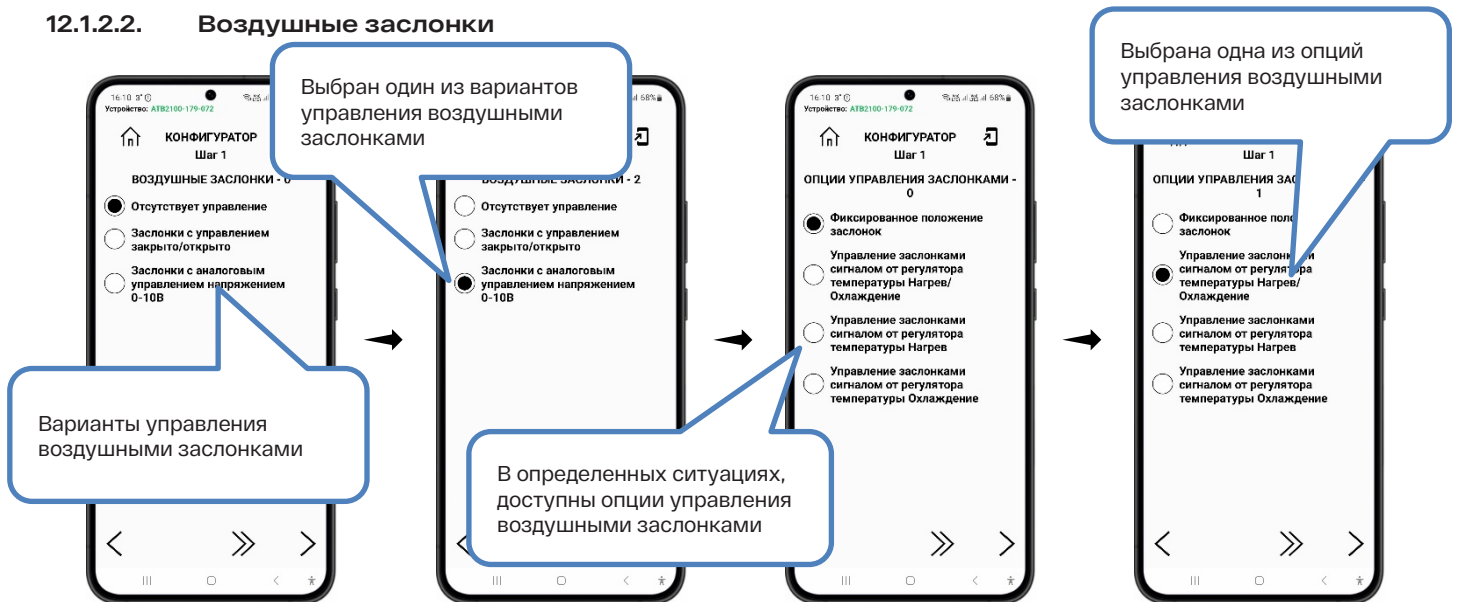 12.1.2.2. Воздушные заслонки
Выбран один из вариантов
управления воздушными
заслонками
Выбрана одна из опций
управления воздушными
заслонками
16:10 3°
68%
Устройство: ATB2100-179-072
КОНФИГУРАТОР
Шаг 1
ВОЗДУШНЫЕ ЗАСЛОНКИ - 0
Отсутствует управление
Заслонки с управлением
закрыто/открыто
Заслонки с аналоговым
управлением напряжением
0-10В
Варианты управления
воздушными заслонками
ВОЗДУШНЫЕ ЗАСЛОНКИ - 2
Отсутствует управление
Заслонки с управлением
закрыто/открыто
Заслонки с аналоговым
управлением напряжением
0-10В
16:10 3°
68%
Устройство: ATB2100-179-072
КОНФИГУРАТОР
Шаг 1
ОПЦИИ УПРАВЛЕНИЯ ЗАСЛОНКАМИ -
0
Фиксированное положение
заслонок
Управление заслонками
сигналом от регулятора
температуры Нагрев/
Охлаждение
Управление заслонками
сигналом от регулятора
температуры Нагрев
Управление заслонками
сигналом от регулятора
температуры Охлаждение
В определенных ситуациях,
доступны опции управления
воздушными заслонками
Шаг 1
ОПЦИИ УПРАВЛЕНИЯ ЗАС
1
Фиксированное поло
заслонок
Управление заслонками
сигналом от регулятора
температуры Нагрев/
Охлаждение
Управление заслонками
сигналом от регулятора
температуры Нагрев
Управление заслонками
сигналом от регулятора
температуры Охлаждение